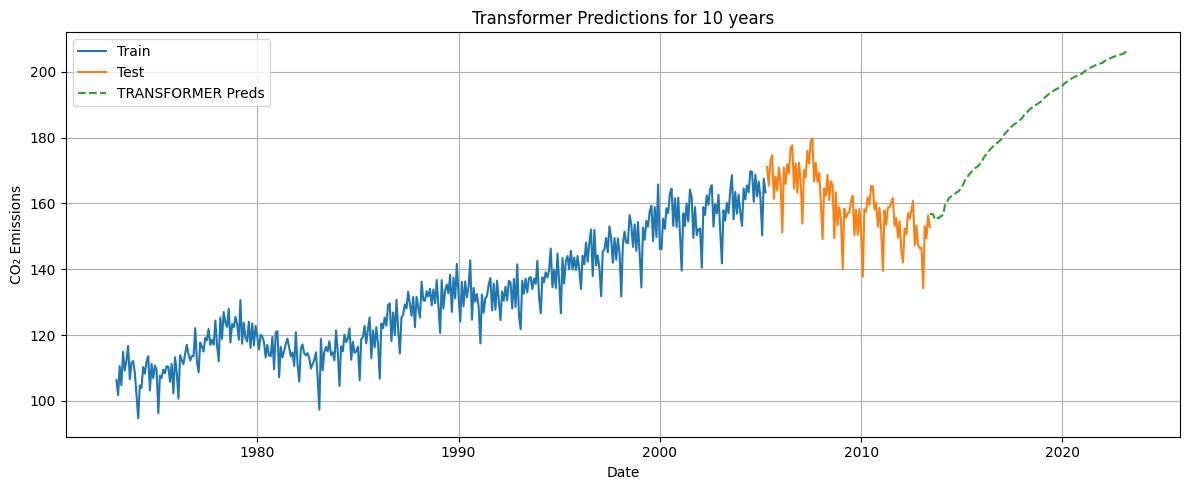 Transformer Predictions for 10 years
Train
Test
TRANSFORMER Preds
CO₂ Emissions
200
180
160
140
120
100
1980
1990
2000
2010
2020
Date